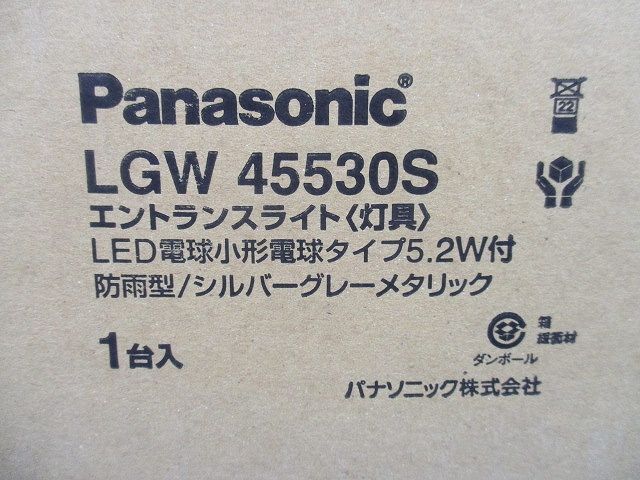 Panasonic®
LGW 45530S
22
エントランスライト〈灯具〉
LED電球小形電球タイプ5.2W付
防雨型/シルバーグレーメタリック
1台入
箱
ダンボール
パナソニック株式会社